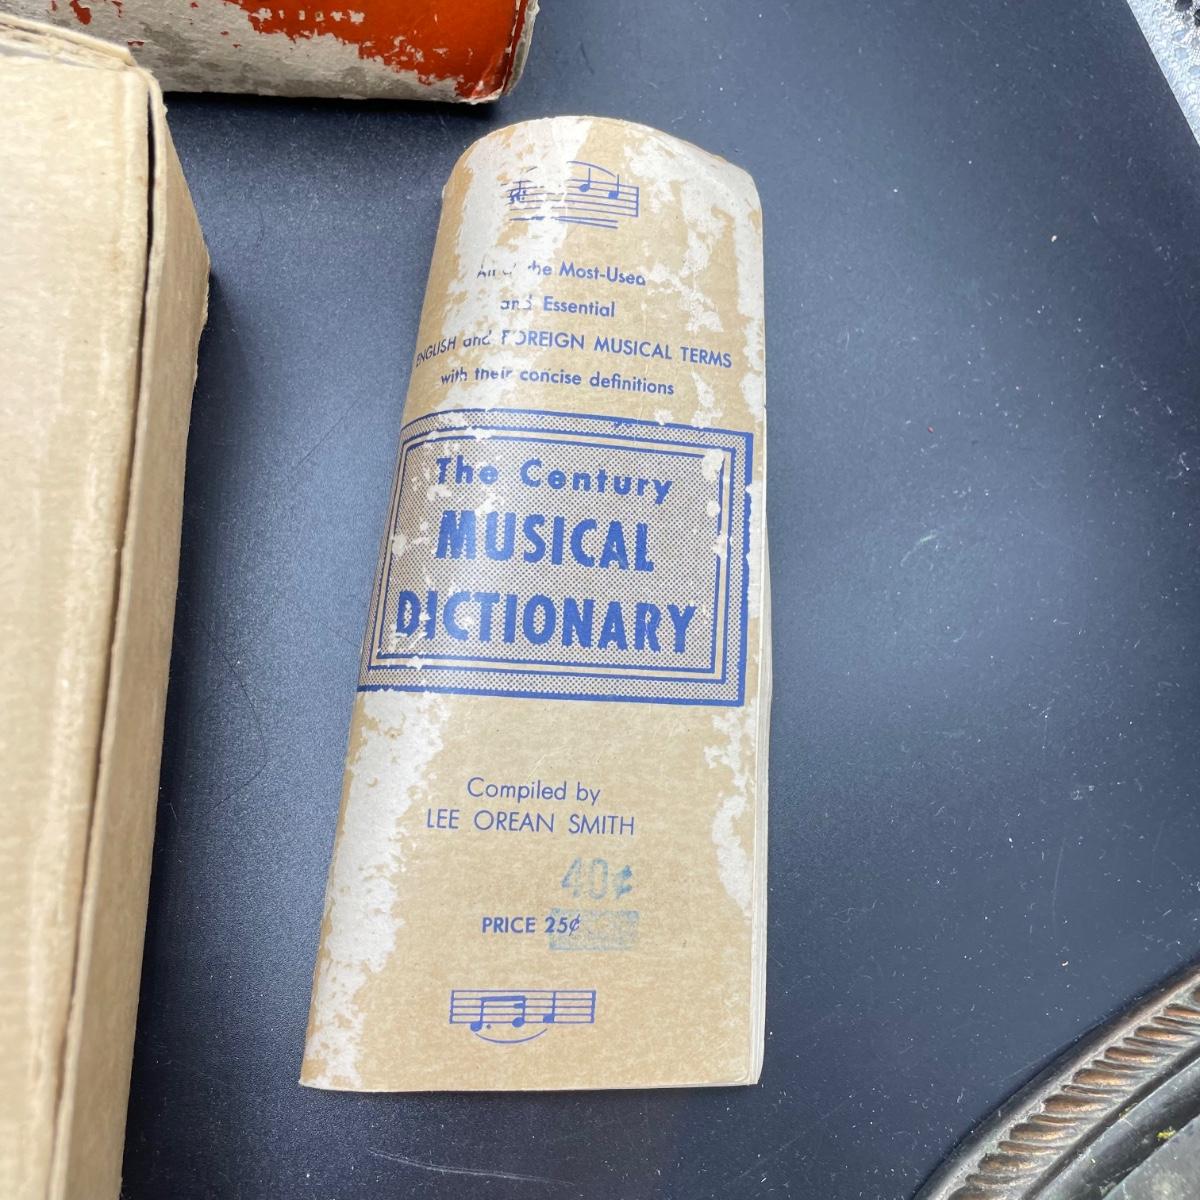 the Most-Used
and Essential
ENGLISH and FOREIGN MUSICAL TERMS
with their concise definitions
The Century
MUSICAL
DICTIONARY
Compiled by
LEE OREAN SMITH
40¢
PRICE 25¢